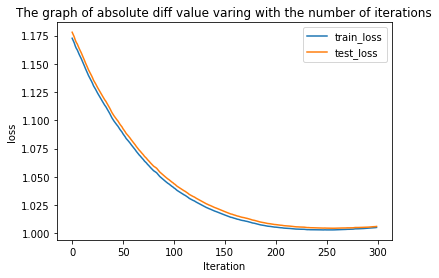 The graph of absolute diff value varing with the number of iterations
train_loss
test_loss
1.175
1.150
1.125
1.100
1.075
1.050
1.025
1.000
loss
0 50 100 150 200 250 300
Iteration